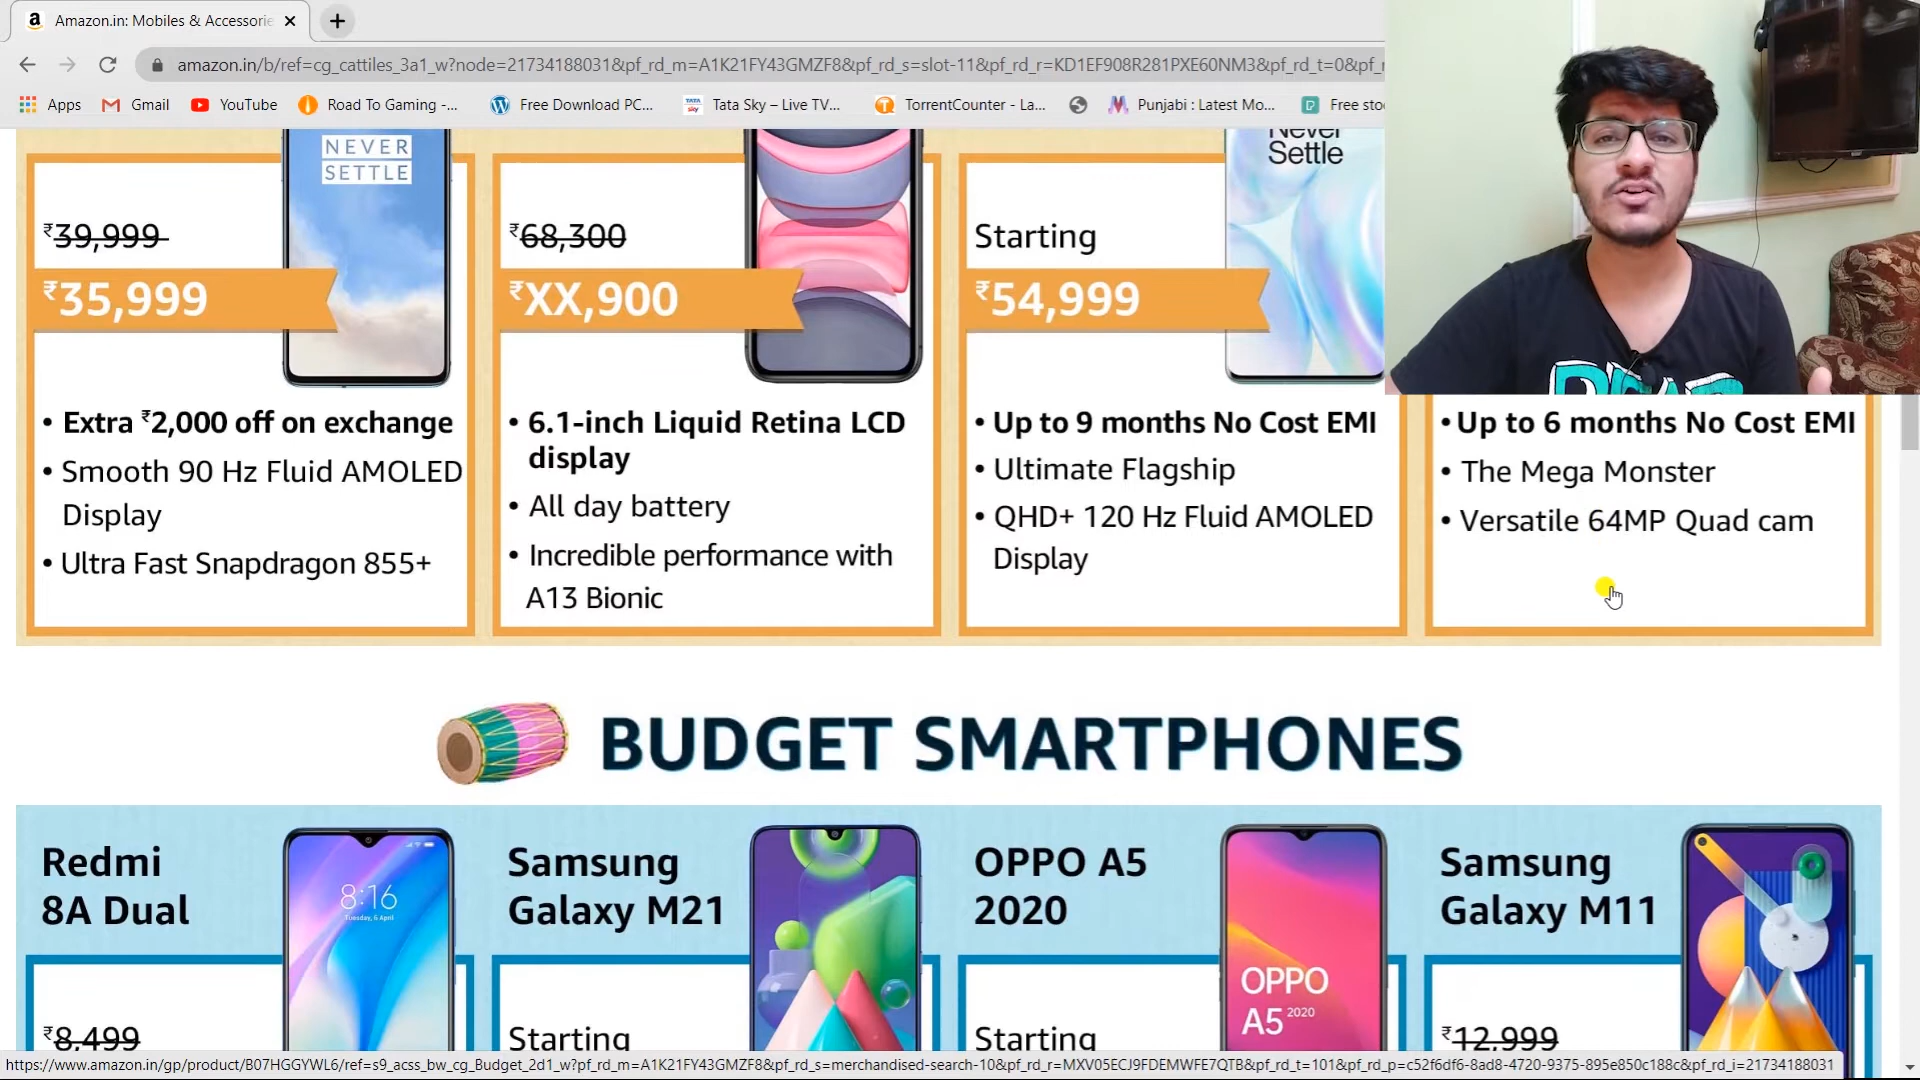 Amazon.in: Mobiles & Accessorie
amazon.in/b/ref=cg_cattiles_3a1_w?node=21734188031&pf_rd_m=A1K21FY43GMZF8&pf_rd_s=slot-11&pf_rd_r=KD1EF908R281PXE60NM3&pf_rd_t=0&pf_r
Apps Gmail YouTube Road To Gaming -... Free Download PC... Tata Sky – Live TV... TorrentCounter - La... Punjabi : Latest Mo... Free stoc
NEVER
SETTLE
₹39,999
₹35,999
• Extra ₹2,000 off on exchange
• Smooth 90 Hz Fluid AMOLED
Display
• Ultra Fast Snapdragon 855+
₹68,300
₹XX,900
• 6.1-inch Liquid Retina LCD
display
• All day battery
• Incredible performance with
A13 Bionic
Never
Settle
Starting
₹54,999
• Up to 9 months No Cost EMI
• Ultimate Flagship
• QHD+ 120 Hz Fluid AMOLED
Display
• Up to 6 months No Cost EMI
• The Mega Monster
• Versatile 64MP Quad cam
BUDGET SMARTPHONES
Redmi
8A Dual
8:16
Tuesday, 6 April
₹8,499
Samsung
Galaxy M21
Starting
OPPO A5
2020
OPPO
A5 2020
Starting
Samsung
Galaxy M11
₹12,999
https://www.amazon.in/gp/product/B07HGGYWL6/ref=s9_acss_bw_cg_Budget_2d1_w?pf_rd_m=A1K21FY43GMZF8&pf_rd_s=merchandised-search-10&pf_rd_r=MXV05ECJ9FDEMWFE7QTB&pf_rd_t=101&pf_rd_p=c52f6df6-8ad8-4720-9375-895e850c188c&pf_rd_i=21734188031